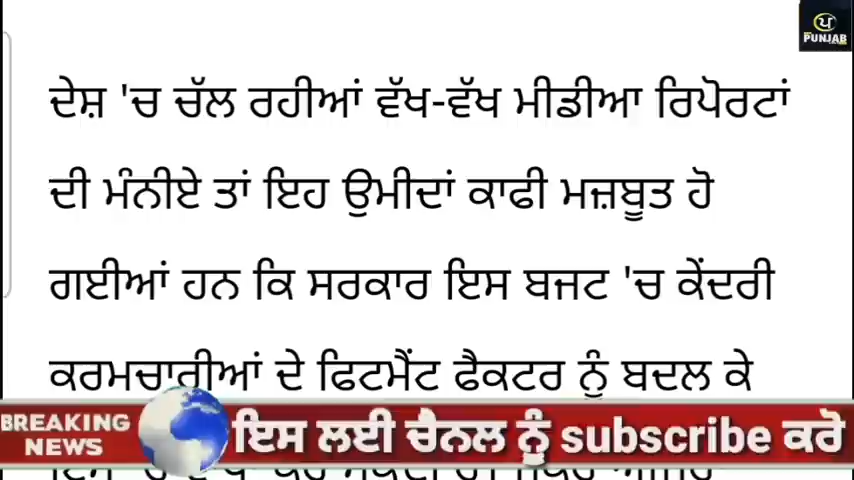 ਪ
PUNJAB
ਦੇਸ਼ 'ਚ ਚੱਲ ਰਹੀਆਂ ਵੱਖ-ਵੱਖ ਮੀਡੀਆ ਰਿਪੋਰਟਾਂ
ਦੀ ਮੰਨੀਏ ਤਾਂ ਇਹ ਉਮੀਦਾਂ ਕਾਫੀ ਮਜ਼ਬੂਤ ਹੋ
ਗਈਆਂ ਹਨ ਕਿ ਸਰਕਾਰ ਇਸ ਬਜਟ 'ਚ ਕੇਂਦਰੀ
ਕਰਮਚਾਰੀਆਂ ਦੇ ਫਿਟਮੈਂਟ ਫੈਕਟਰ ਨੂੰ ਬਦਲ ਕੇ
BREAKING NEWS
ਇਸ ਲਈ ਚੈਨਲ ਨੂੰ subscribe ਕਰੋ